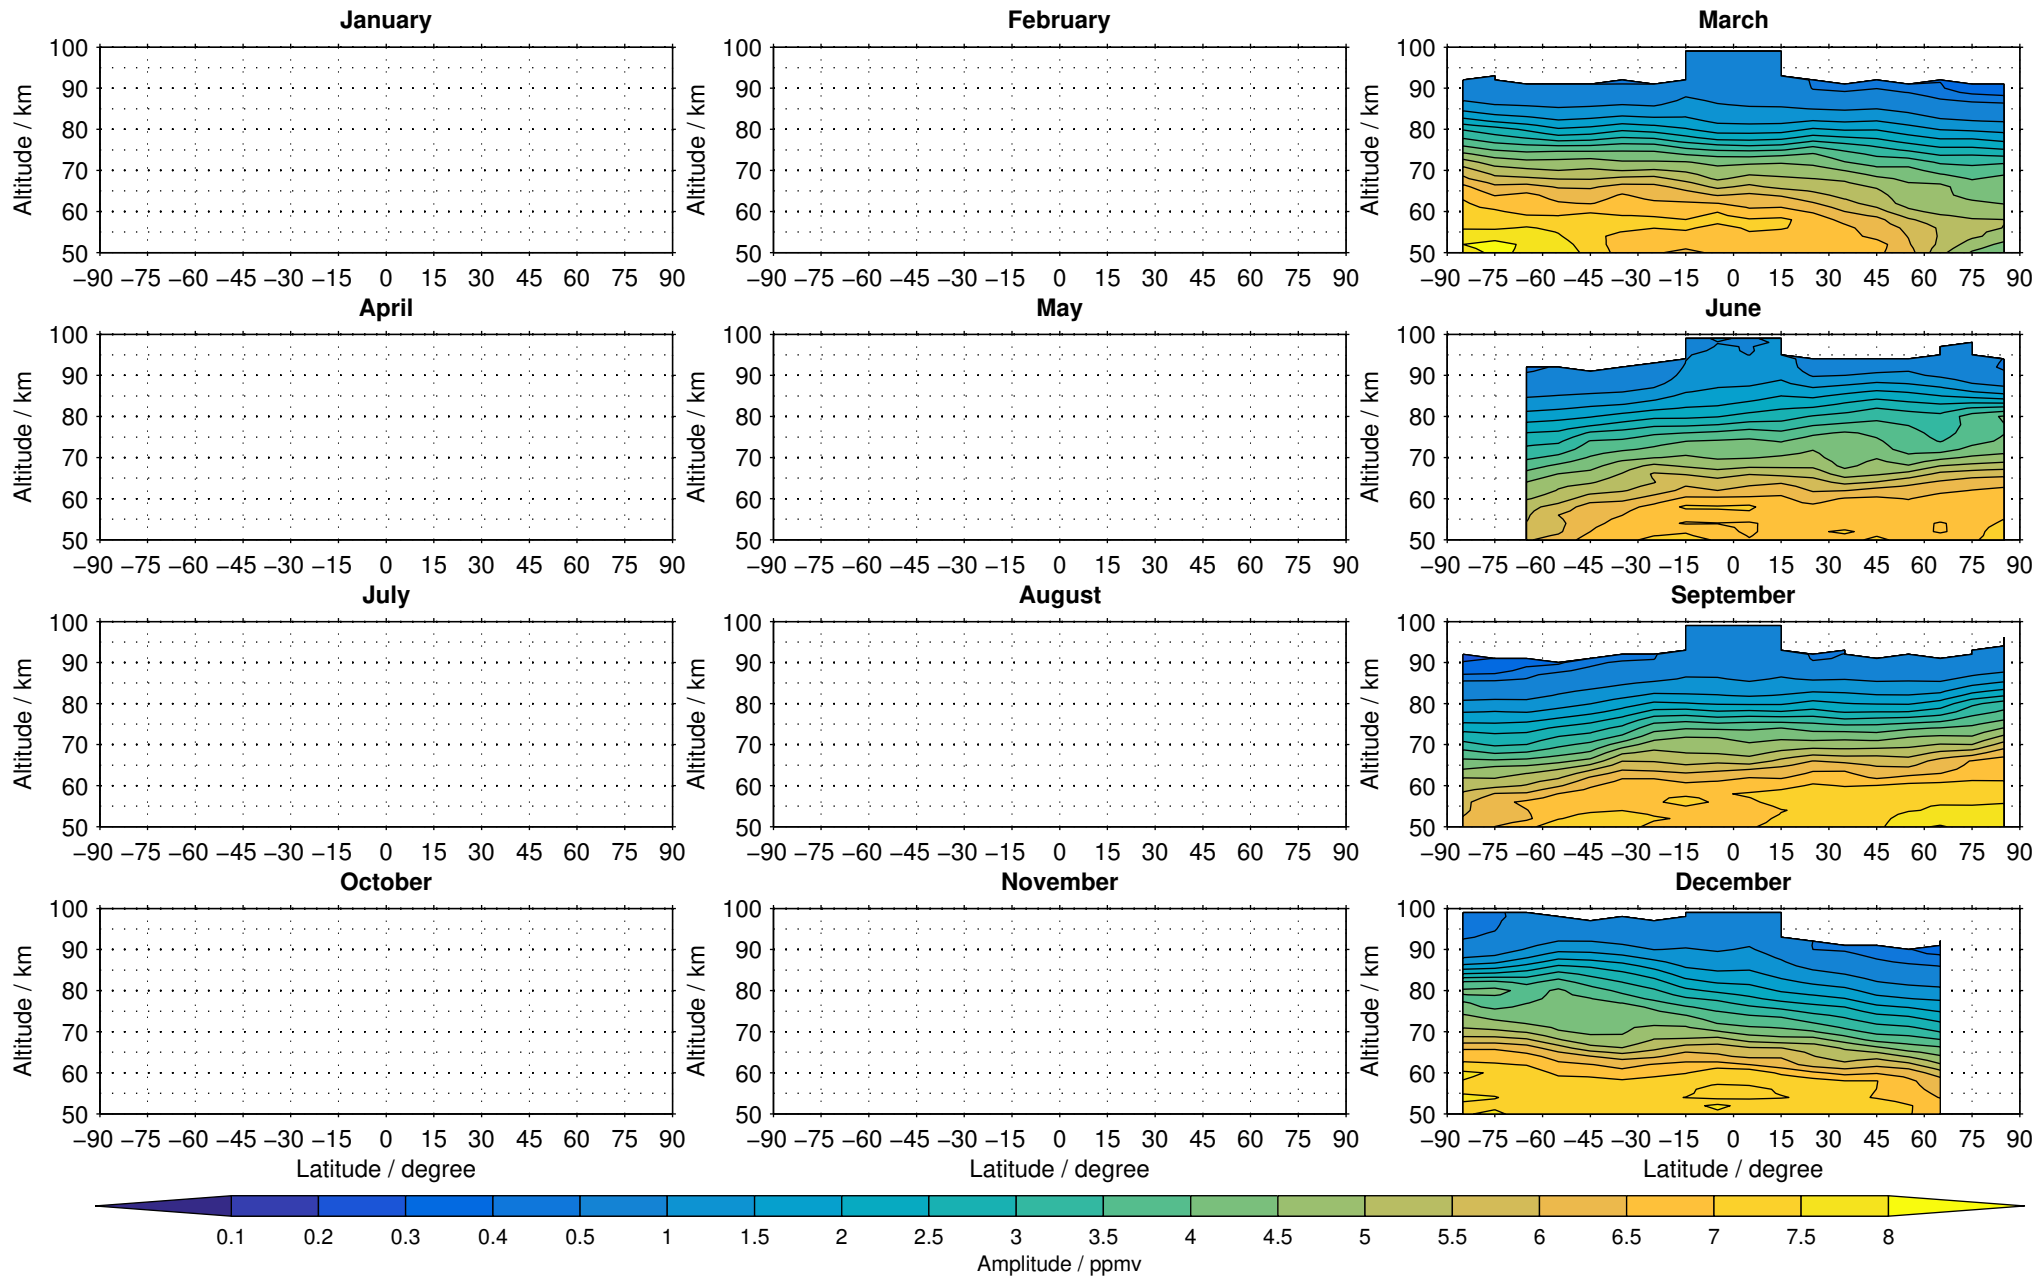 January February March
100 100 100
90 90 90
80 80 80
70 70 70
60 60 60
50 50 50
Altitude / km Altitude / km Altitude / km
−90 −75 −60 −45 −30 −15 0 15 30 45 60 75 90 −90 −75 −60 −45 −30 −15 0 15 30 45 60 75 90 −90 −75 −60 −45 −30 −15 0 15 30 45 60 75 90
April May June
100 100 100
90 90 90
80 80 80
70 70 70
60 60 60
50 50 50
Altitude / km Altitude / km Altitude / km
−90 −75 −60 −45 −30 −15 0 15 30 45 60 75 90 −90 −75 −60 −45 −30 −15 0 15 30 45 60 75 90 −90 −75 −60 −45 −30 −15 0 15 30 45 60 75 90
July August September
100 100 100
90 90 90
80 80 80
70 70 70
60 60 60
50 50 50
Altitude / km Altitude / km Altitude / km
−90 −75 −60 −45 −30 −15 0 15 30 45 60 75 90 −90 −75 −60 −45 −30 −15 0 15 30 45 60 75 90 −90 −75 −60 −45 −30 −15 0 15 30 45 60 75 90
October November December
100 100 100
90 90 90
80 80 80
70 70 70
60 60 60
50 50 50
Altitude / km Altitude / km Altitude / km
−90 −75 −60 −45 −30 −15 0 15 30 45 60 75 90 −90 −75 −60 −45 −30 −15 0 15 30 45 60 75 90 −90 −75 −60 −45 −30 −15 0 15 30 45 60 75 90
Latitude / degree Latitude / degree Latitude / degree
0.1 0.2 0.3 0.4 0.5 1 1.5 2 2.5 3 3.5 4 4.5 5 5.5 6 6.5 7 7.5 8
Amplitude / ppmv